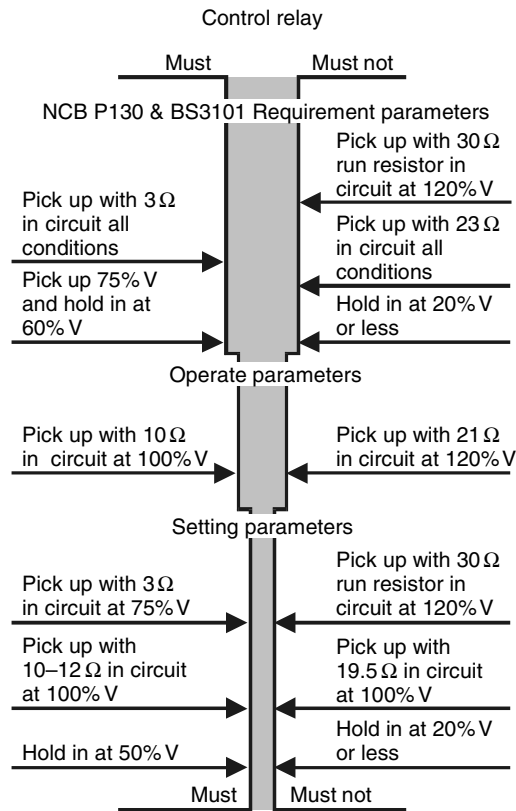 Control relay
Must
Must not
NCB P130 & BS3101 Requirement parameters
Pick up with 3 Ω
in circuit all
conditions
Pick up 75% V
and hold in at
60% V
Pick up with 30 Ω
run resistor in
circuit at 120% V
Pick up with 23 Ω
in circuit all
conditions
Hold in at 20% V
or less
Operate parameters
Pick up with 10 Ω
in circuit at 100% V
Pick up with 21 Ω
in circuit at 120% V
Setting parameters
Pick up with 3 Ω
in circuit at 75% V
Pick up with
10–12 Ω in circuit
at 100% V
Hold in at 50% V
Pick up with 30 Ω
run resistor in
circuit at 120% V
Pick up with
19.5 Ω in circuit
at 100% V
Hold in at 20% V
or less
Must
Must not